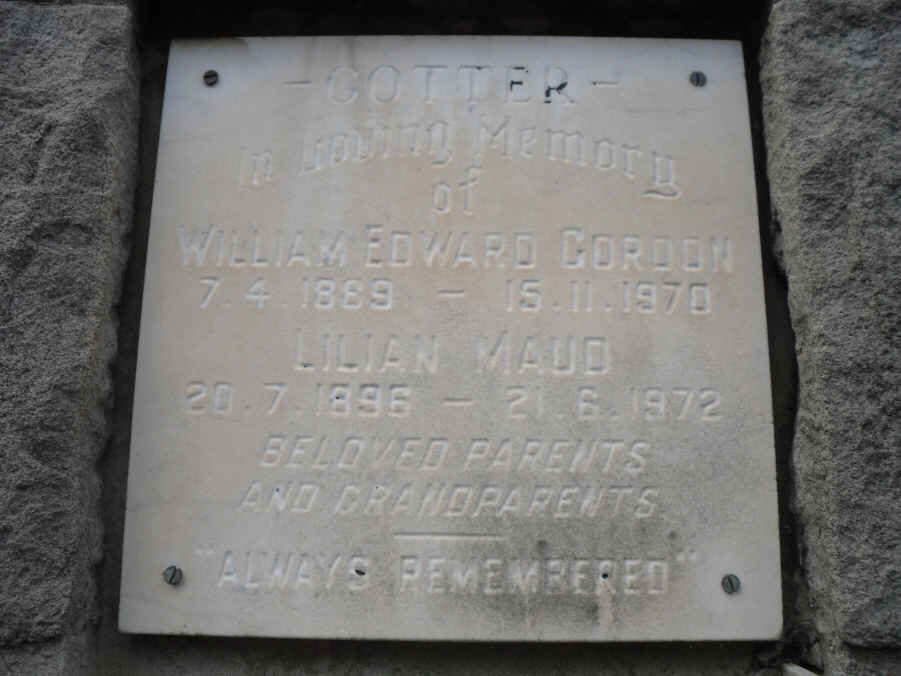 - COTTER -
In Loving Memory
of
WILLIAM EDWARD GORDON
7.4.1889 - 15.11.1970
LILIAN MAUD
20.7.1896 - 21.6.1972
BELOVED PARENTS
AND GRANDPARENTS
"ALWAYS REMEMBERED"